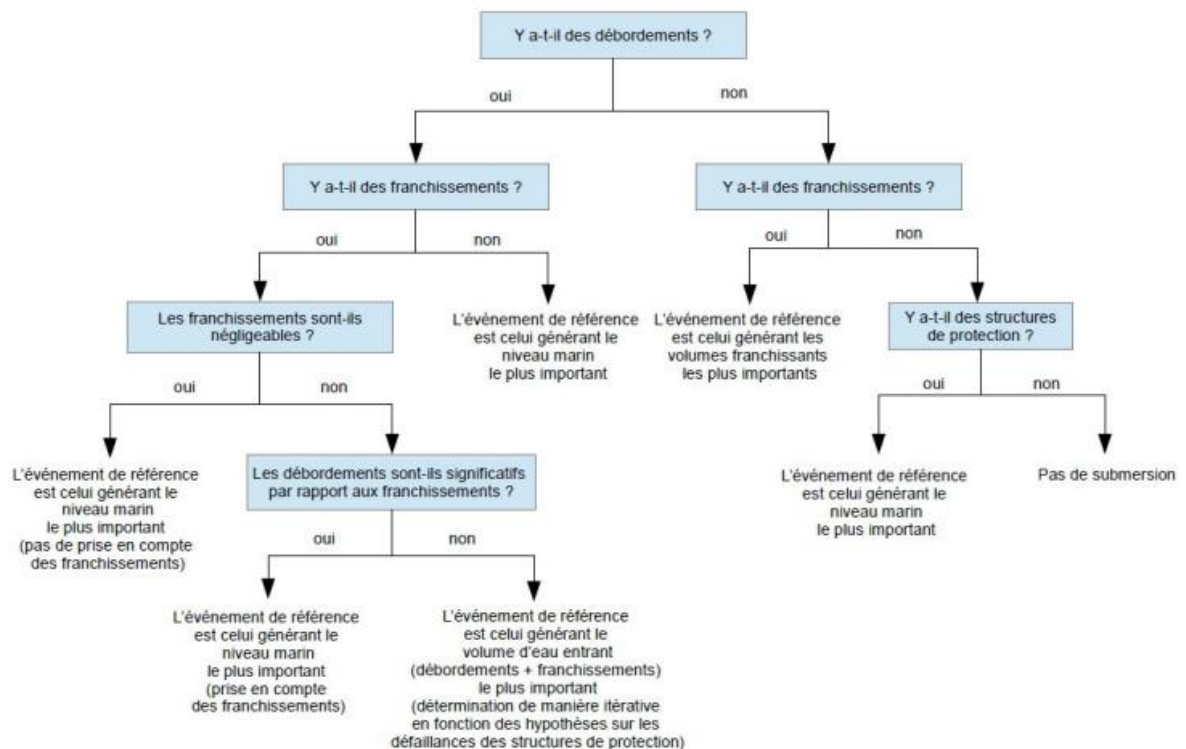 Y a-t-il des débordements ?
oui
non
Y a-t-il des franchissements ?
Y a-t-il des franchissements ?
oui
non
oui
non
Les franchissements sont-ils
négligeables ?
L'événement de référence
est celui générant le
niveau marin
le plus important
L'événement de référence
est celui générant les
volumes franchissants
les plus importants
Y a-t-il des structures
de protection ?
oui
non
oui
non
L'événement de référence
est celui générant le
niveau marin
le plus important
(pas de prise en compte
des franchissements)
Les débordements sont-ils significatifs
par rapport aux franchissements ?
L'événement de référence
est celui générant le
niveau marin
le plus important
Pas de submersion
oui
non
L'événement de référence
est celui générant le
niveau marin
le plus important
(prise en compte
des franchissements)
L'événement de référence
est celui générant le
volume d'eau entrant
(débordements + franchissements)
le plus important
(détermination de manière itérative
en fonction des hypothèses sur les
défaillances des structures de protection)